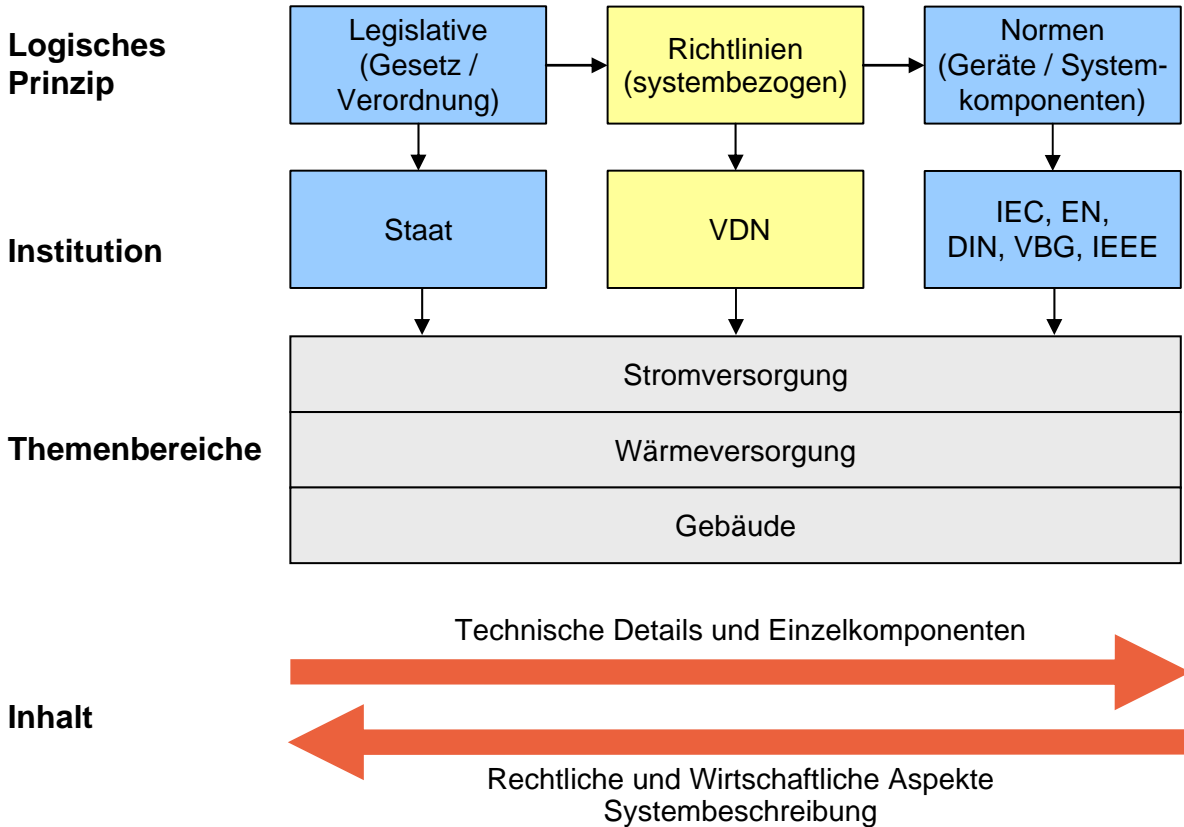 Logisches
Prinzip
Legislative
(Gesetz /
Verordnung)
Richtlinien
(systembezogen)
Normen
(Geräte / System-
komponenten)
Institution
Staat
VDN
IEC, EN,
DIN, VBG, IEEE
Themenbereiche
Stromversorgung
Wärmeversorgung
Gebäude
Inhalt
Technische Details und Einzelkomponenten
Rechtliche und Wirtschaftliche Aspekte
Systembeschreibung